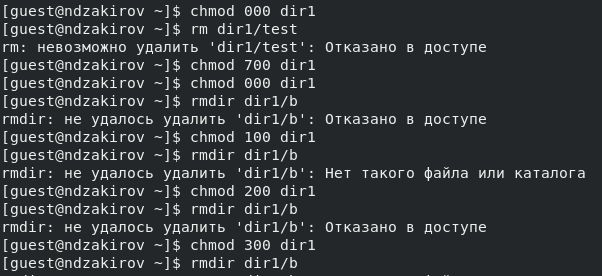 [guest@ndzakirov ~]$ chmod 000 dir1
[guest@ndzakirov ~]$ rm dir1/test
rm: невозможно удалить 'dir1/test': Отказано в доступе
[guest@ndzakirov ~]$ chmod 700 dir1
[guest@ndzakirov ~]$ chmod 000 dir1
[guest@ndzakirov ~]$ rmdir dir1/b
rmdir: не удалось удалить 'dir1/b': Отказано в доступе
[guest@ndzakirov ~]$ chmod 100 dir1
[guest@ndzakirov ~]$ rmdir dir1/b
rmdir: не удалось удалить 'dir1/b': Нет такого файла или каталога
[guest@ndzakirov ~]$ chmod 200 dir1
[guest@ndzakirov ~]$ rmdir dir1/b
rmdir: не удалось удалить 'dir1/b': Отказано в доступе
[guest@ndzakirov ~]$ chmod 300 dir1
[guest@ndzakirov ~]$ rmdir dir1/b